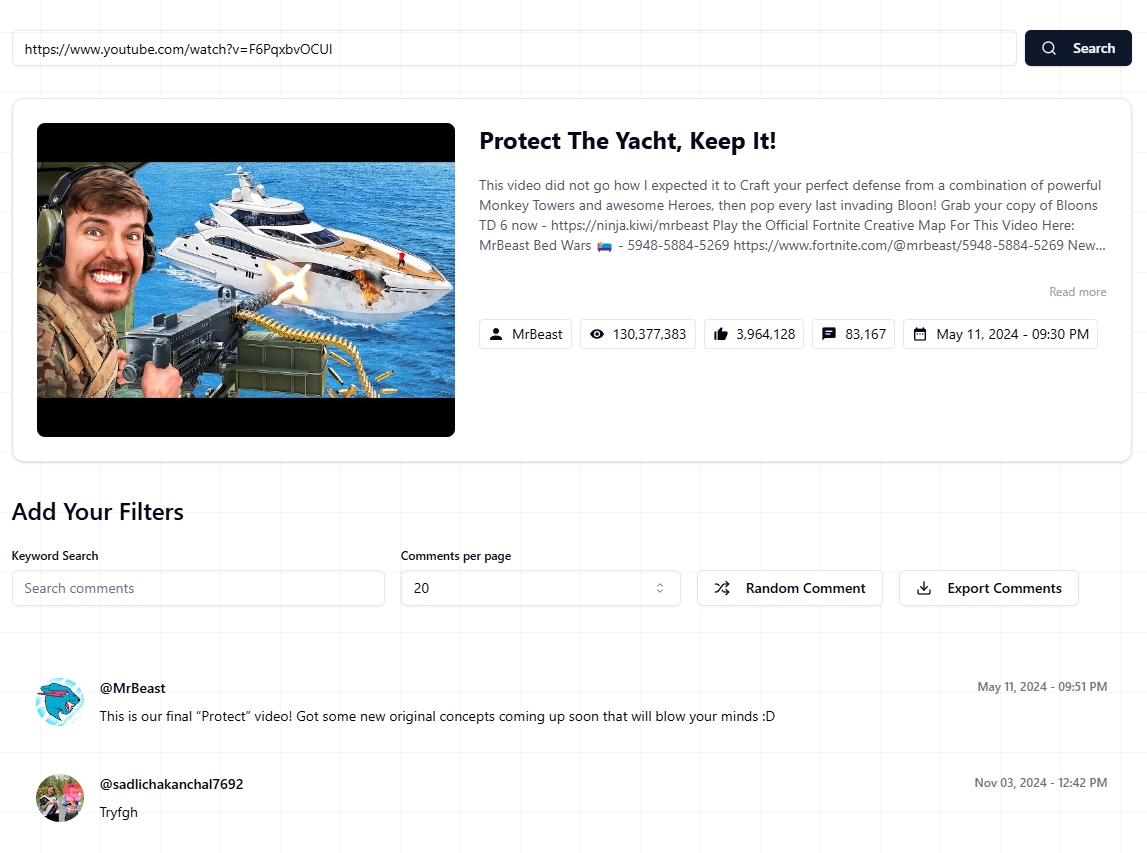 https://www.youtube.com/watch?v=F6PqxbvOCUI
Search
Protect The Yacht, Keep It!
This video did not go how I expected it to Craft your perfect defense from a combination of powerful
Monkey Towers and awesome Heroes, then pop every last invading Bloon! Grab your copy of Bloons
TD 6 now - https://ninja.kiwi/mrbeast Play the Official Fortnite Creative Map For This Video Here:
MrBeast Bed Wars 🛌 - 5948-5884-5269 https://www.fortnite.com/@mrbeast/5948-5884-5269 New...
Read more
MrBeast
130,377,383
3,964,128
83,167
May 11, 2024 - 09:30 PM
Add Your Filters
Keyword Search
Comments per page
Search comments
20
Random Comment
Export Comments
@MrBeast
May 11, 2024 - 09:51 PM
This is our final “Protect” video! Got some new original concepts coming up soon that will blow your minds :D
@sadlichakanchal7692
Nov 03, 2024 - 12:42 PM
Tryfgh